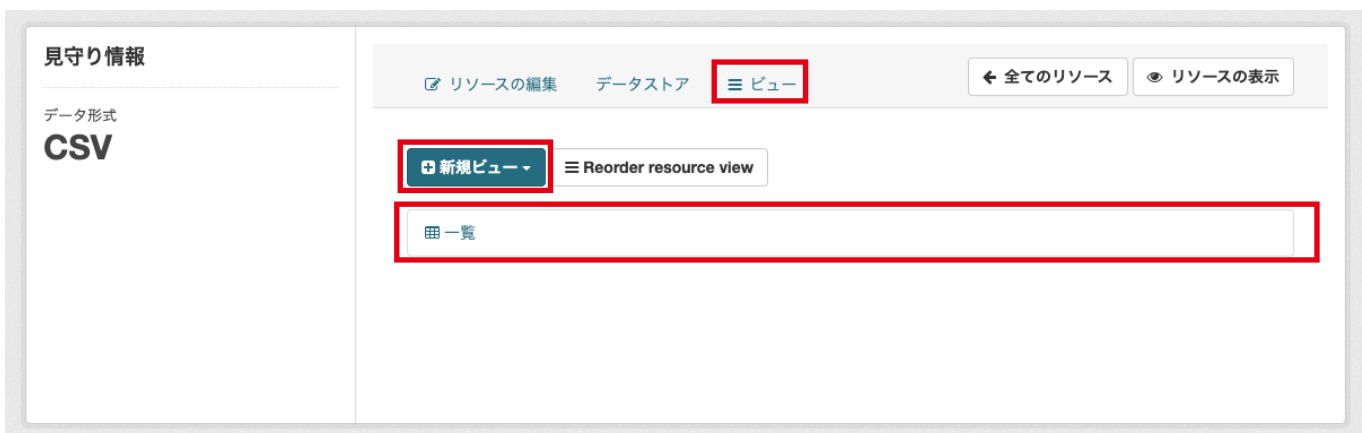 見守り情報
データ形式
CSV
リソースの編集 データストア ビュー 全てのリソース リソースの表示
新規ビュー Reorder resource view
一覧